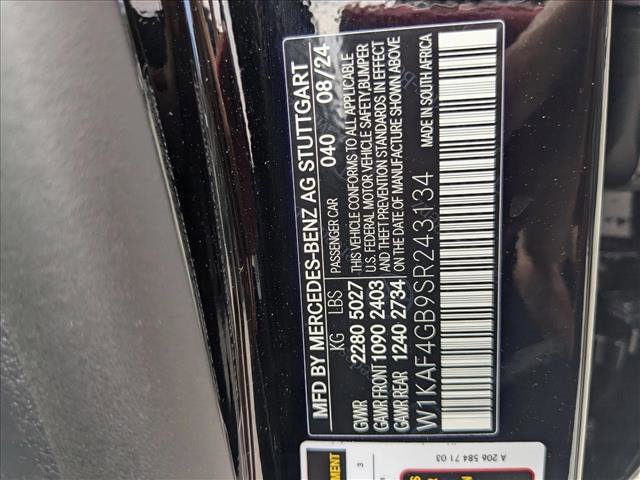 MFD BY MERCEDES-BENZ AG STUTTGART
PASSENGER CAR 040 08/24
KG LBS
GVWR 2280 5027
GAWR FRONT 1090 2403
GAWR REAR 1240 2734
THIS VEHICLE CONFORMS TO ALL APPLICABLE
U.S. FEDERAL MOTOR VEHICLE SAFETY,BUMPER
AND THEFT PREVENTION STANDARDS IN EFFECT
ON THE DATE OF MANUFACTURE SHOWN ABOVE
MADE IN SOUTH AFRICA
W1KAF4GB9SR243134
A 206 584 71 03
3